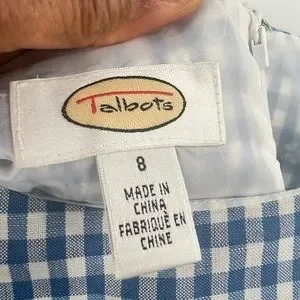 Talbots
8
MADE IN
CHINA
FABRIQUÉ EN
CHINE